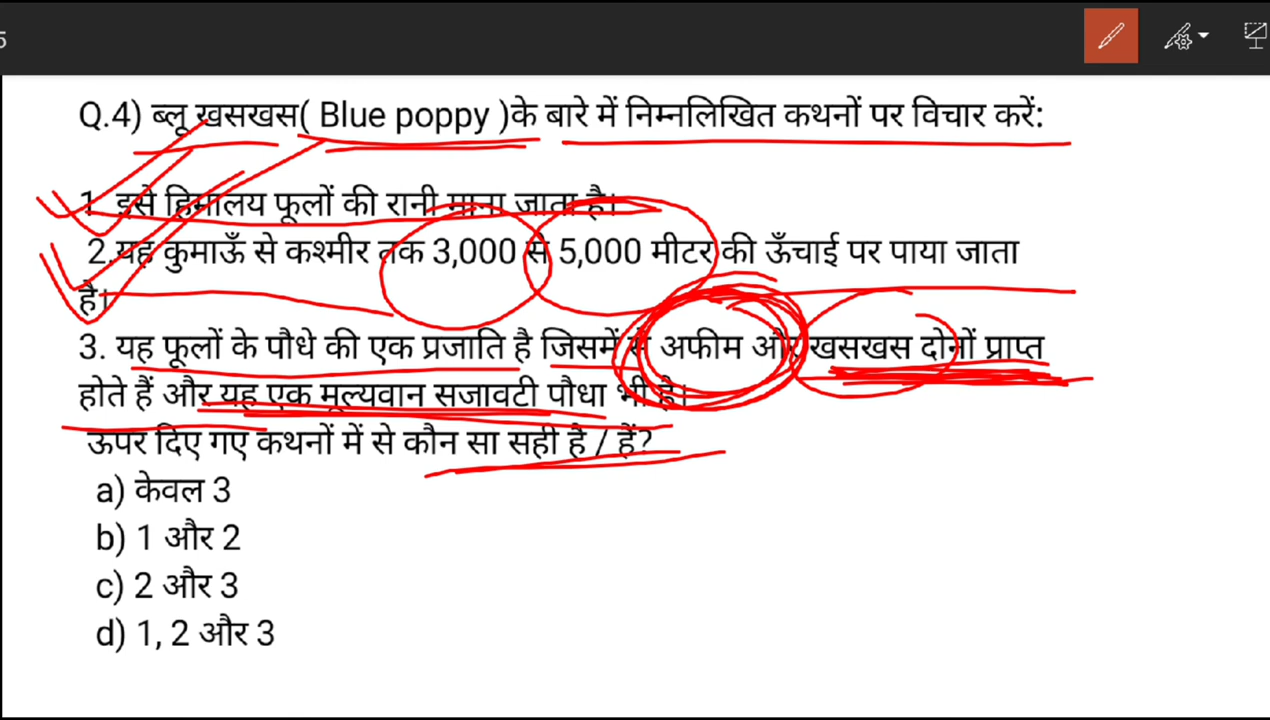 5
Q.4) ब्लू खसखस( Blue poppy )के बारे में निम्नलिखित कथनों पर विचार करें:
1. इसे हिमालय फूलों की रानी माना जाता है।
2.यह कुमाऊँ से कश्मीर तक 3,000 से 5,000 मीटर की ऊँचाई पर पाया जाता
है।
3. यह फूलों के पौधे की एक प्रजाति है जिसमें से अफीम और खसखस दोनों प्राप्त
होते हैं और यह एक मूल्यवान सजावटी पौधा भी है।
ऊपर दिए गए कथनों में से कौन सा सही है / हैं?
a) केवल 3
b) 1 और 2
c) 2 और 3
d) 1, 2 और 3